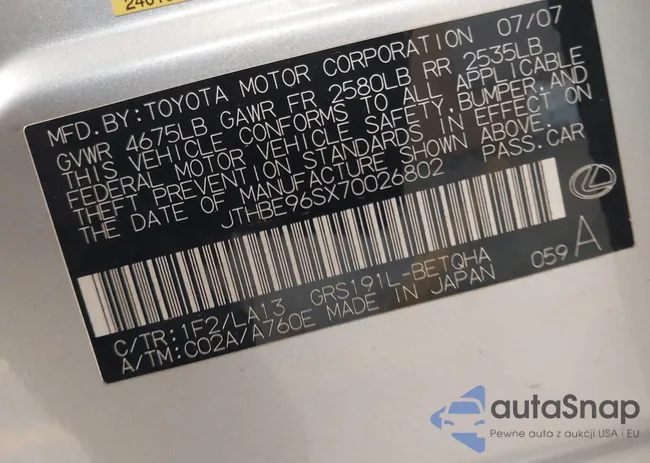 MFD.BY:TOYOTA MOTOR CORPORATION 07/07
GVWR 4675LB GAWR FR 2580LB RR 2535LB
THIS VEHICLE CONFORMS TO ALL APPLICABLE
FEDERAL MOTOR VEHICLE SAFETY,BUMPER,AND
THEFT PREVENTION STANDARDS IN EFFECT ON
THE DATE OF MANUFACTURE SHOWN ABOVE.
JTHBE96SX70026802 PASS.CAR
C/TR:1F2/LA13 GRS191L-BETQHA 059 A
A/TM:C02A/A760E MADE IN JAPAN
autaSnap
Pewne auta z aukcji USA i EU